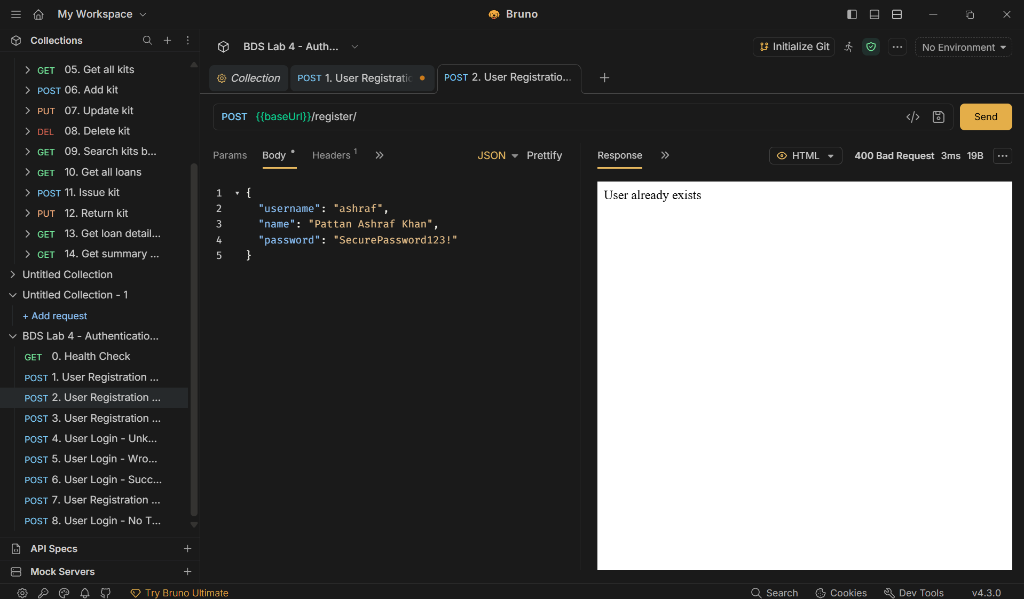 My Workspace
Bruno
Collections
GET 05. Get all kits
POST 06. Add kit
PUT 07. Update kit
DEL 08. Delete kit
GET 09. Search kits b...
GET 10. Get all loans
POST 11. Issue kit
PUT 12. Return kit
GET 13. Get loan detail...
GET 14. Get summary ...
Untitled Collection
Untitled Collection - 1
+ Add request
BDS Lab 4 - Authenticatio...
GET 0. Health Check
POST 1. User Registration ...
POST 2. User Registration ...
POST 3. User Registration ...
POST 4. User Login - Unk...
POST 5. User Login - Wro...
POST 6. User Login - Succ...
POST 7. User Registration ...
POST 8. User Login - No T...
API Specs
Mock Servers
BDS Lab 4 - Auth...
Initialize Git
No Environment
Collection
POST 1. User Registratic
POST 2. User Registratio...
POST {{baseUrl}}/register/
Send
Params
Body
Headers 1
JSON
Prettify
1 {
2 "username": "ashraf",
3 "name": "Pattan Ashraf Khan",
4 "password": "SecurePassword123!"
5 }
Response
HTML
400 Bad Request 3ms 19B
User already exists
Try Bruno Ultimate
Search
Cookies
Dev Tools
v4.3.0